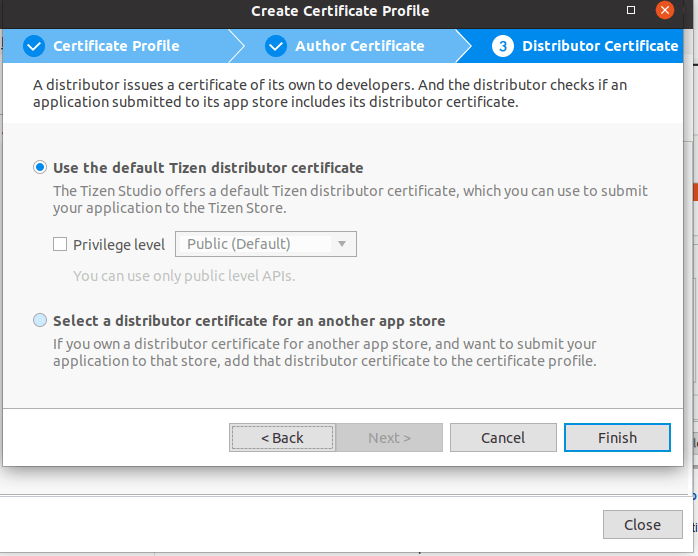 Create Certificate Profile
Certificate Profile
Author Certificate
3 Distributor Certificate
A distributor issues a certificate of its own to developers. And the distributor checks if an
application submitted to its app store includes its distributor certificate.
Use the default Tizen distributor certificate
The Tizen Studio offers a default Tizen distributor certificate, which you can use to submit
your application to the Tizen Store.
Privilege level Public (Default)
You can use only public level APIs.
Select a distributor certificate for an another app store
If you own a distributor certificate for another app store, and want to submit your
application to that store, add that distributor certificate to the certificate profile.
< Back Next > Cancel Finish
Close